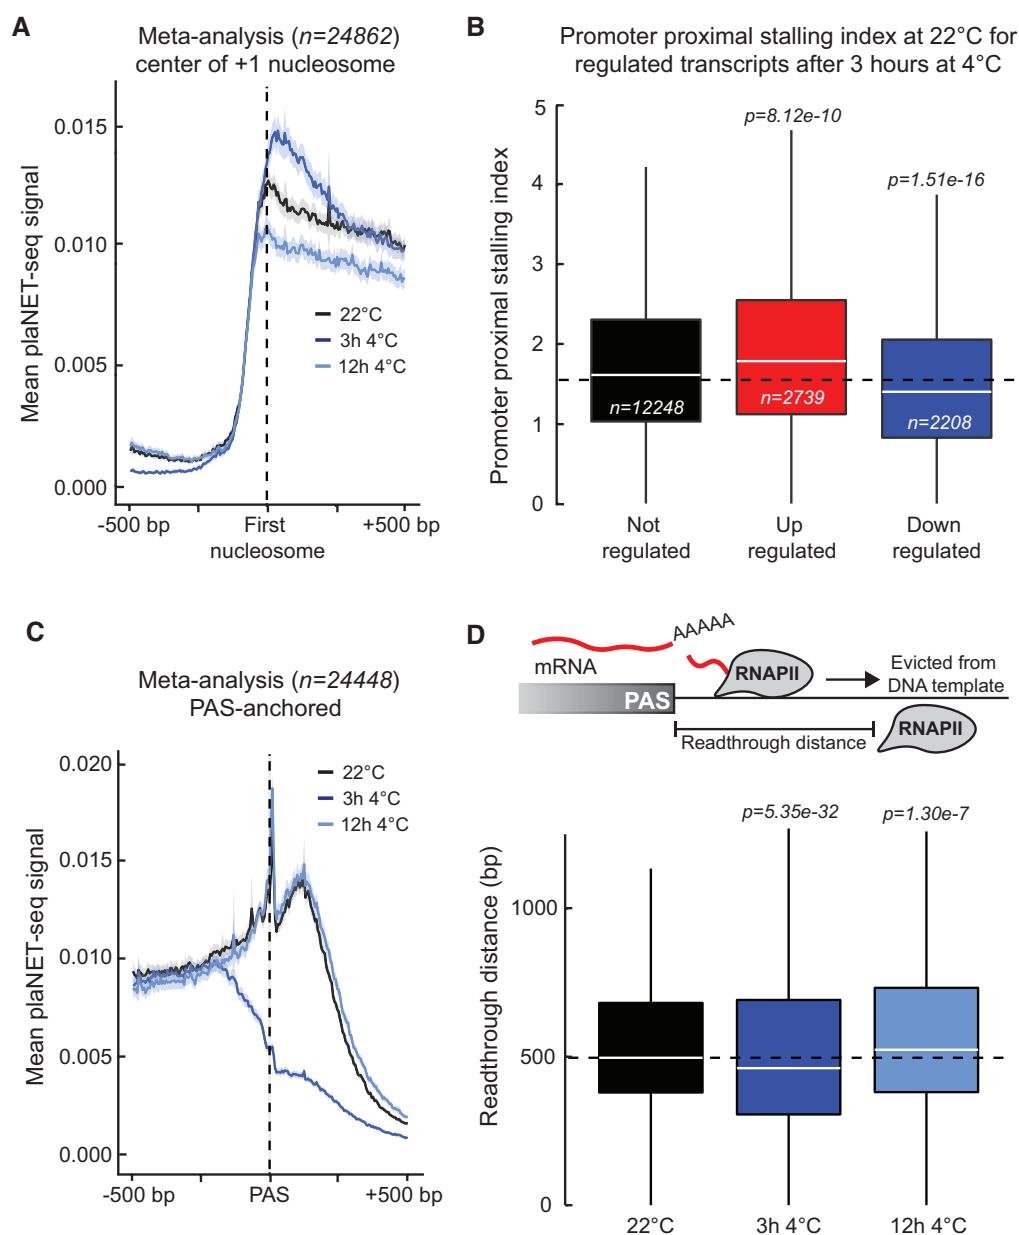 A
Meta-analysis (n=24862)
center of +1 nucleosome
Mean plaNET-seq signal
0.015
0.010
0.005
0.000
22°C
3h 4°C
12h 4°C
-500 bp
First
nucleosome
+500 bp
B
Promoter proximal stalling index at 22°C for
regulated transcripts after 3 hours at 4°C
Promoter proximal stalling index
5
4
3
2
1
0
p=8.12e-10
p=1.51e-16
n=12248
n=2739
n=2208
Not
regulated
Up
regulated
Down
regulated
C
Meta-analysis (n=24448)
PAS-anchored
Mean plaNET-seq signal
0.020
0.015
0.010
0.005
0.000
22°C
3h 4°C
12h 4°C
-500 bp
PAS
+500 bp
D
AAAAA
mRNA
PAS
RNAPII
Evicted from
DNA template
RNAPII
Readthrough distance
Readthrough distance (bp)
1000
500
0
p=5.35e-32
p=1.30e-7
22°C
3h 4°C
12h 4°C